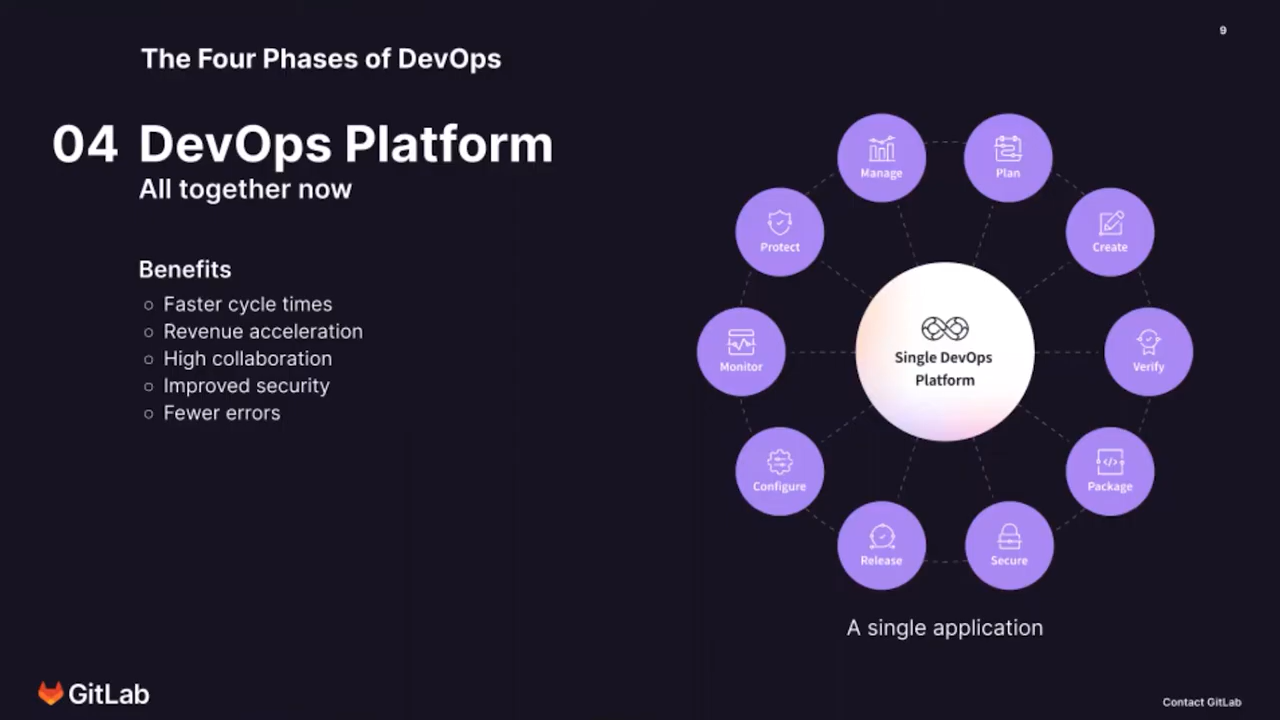 9
The Four Phases of DevOps
04 DevOps Platform
All together now
Benefits
Faster cycle times
Revenue acceleration
High collaboration
Improved security
Fewer errors
Manage
Plan
Protect
Create
Monitor
Single DevOps
Platform
Verify
Configure
Package
Release
Secure
A single application
GitLab
Contact GitLab